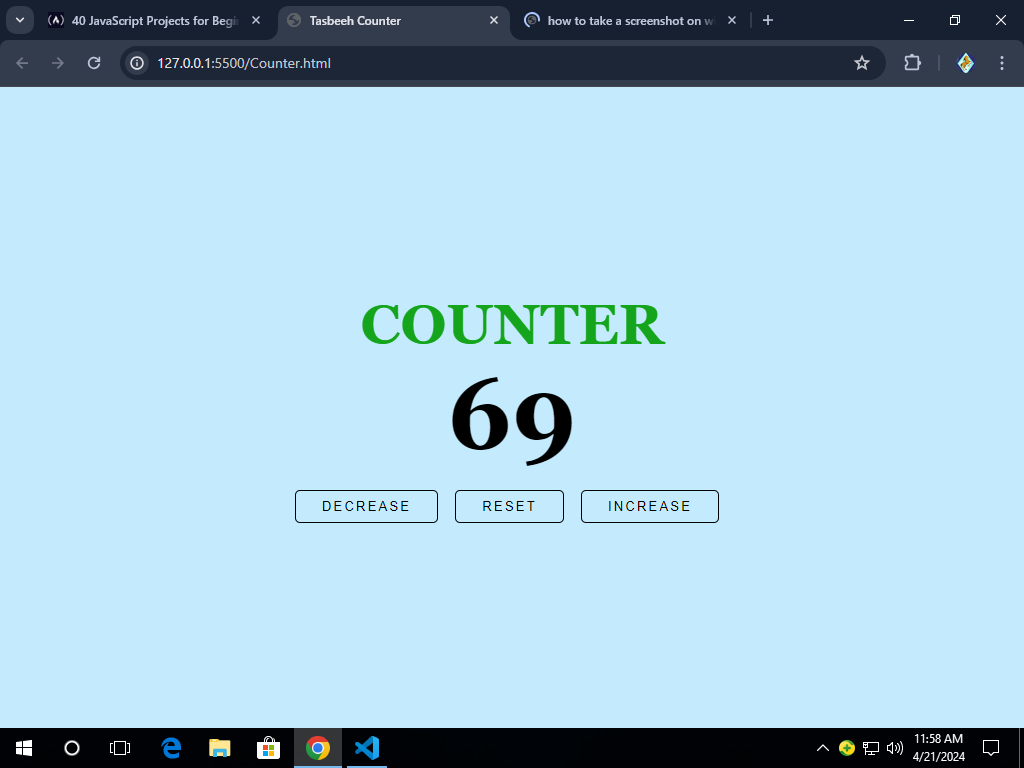 40 JavaScript Projects for Begi
Tasbeeh Counter
how to take a screenshot on wi
127.0.0.1:5500/Counter.html
COUNTER
69
DECREASE
RESET
INCREASE
11:58 AM
4/21/2024